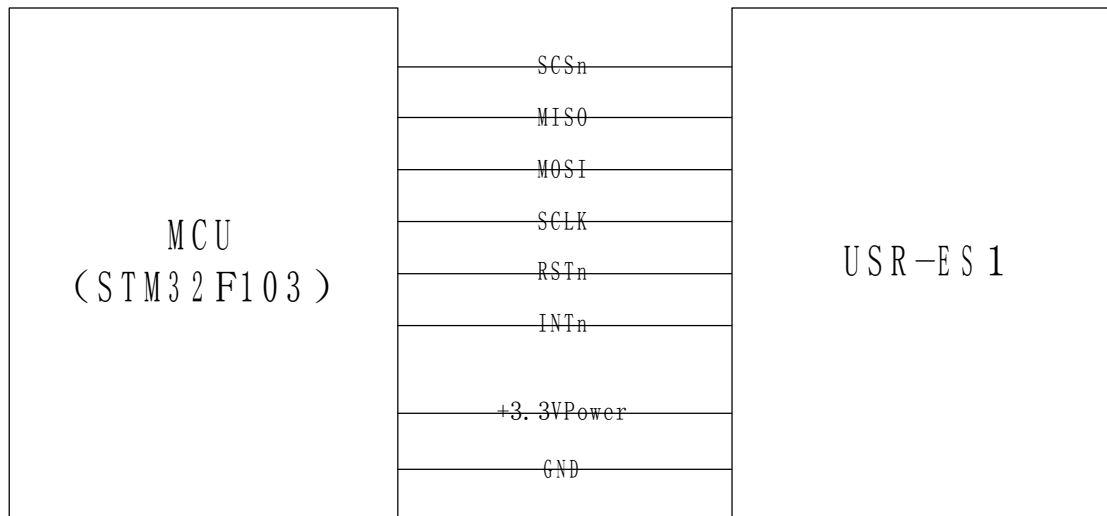 SCSn
MISO
MOSI
SCLK
RSTn
INTn
+3.3VPower
GND
MCU
(STM32F103)
USR-ES1